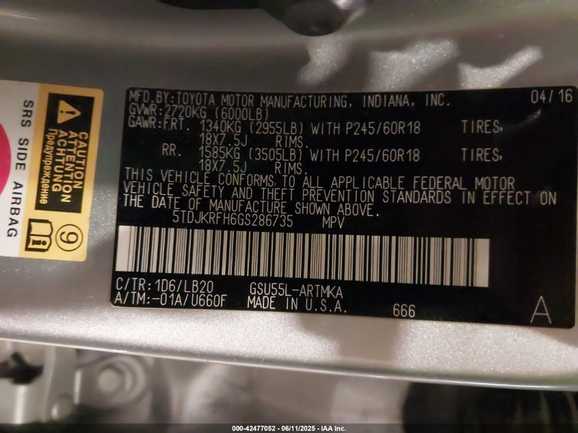 MFD.BY:TOYOTA MOTOR MANUFACTURING, INDIANA, INC. 04/16
GVWR: 2720KG (6000LB)
GAWR:FRT. 1340KG (2955LB) WITH P245/60R18 TIRES,
18X7.5J RIMS.
RR. 1585KG (3505LB) WITH P245/60R18 TIRES,
18X7.5J RIMS.
THIS VEHICLE CONFORMS TO ALL APPLICABLE FEDERAL MOTOR
VEHICLE SAFETY AND THEFT PREVENTION STANDARDS IN EFFECT ON
THE DATE OF MANUFACTURE SHOWN ABOVE.
5TDJKRFH6GS286735 MPV
C/TR: 1D6/LB20 GSU55L-ARTMKA
A/TM:-01A/U660F MADE IN U.S.A. 666 A
SRS SIDE AIRBAG
CAUTION
ATTENTION
ACHTUNG
Предупреждение
i
9
000-42477052 - 06/11/2025 - IAA Inc.